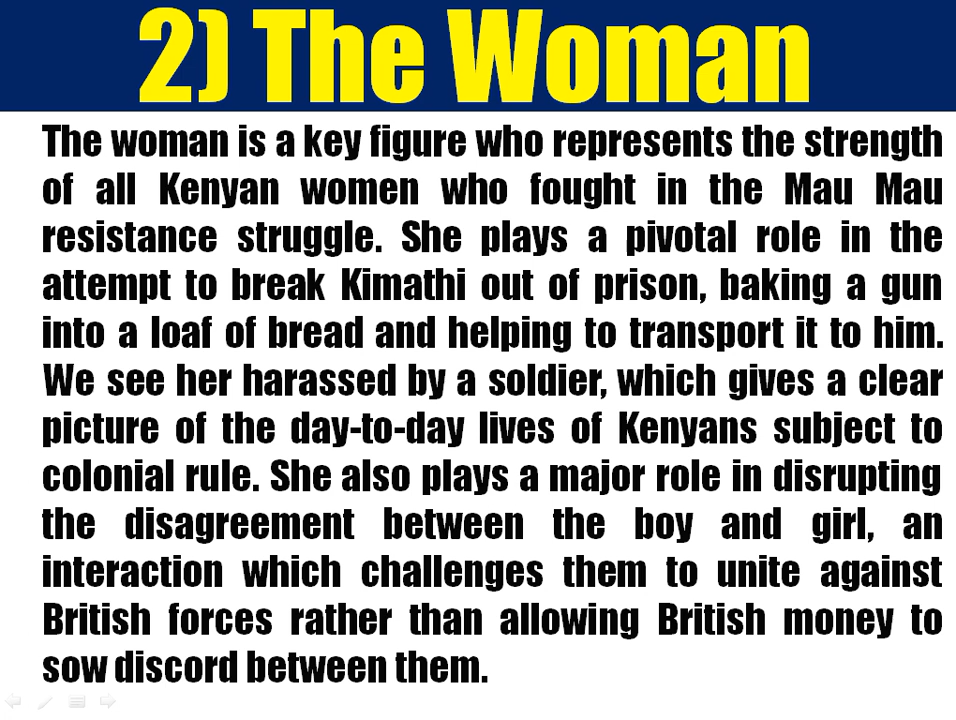 2) The Woman
The woman is a key figure who represents the strength
of all Kenyan women who fought in the Mau Mau
resistance struggle. She plays a pivotal role in the
attempt to break Kimathi out of prison, baking a gun
into a loaf of bread and helping to transport it to him.
We see her harassed by a soldier, which gives a clear
picture of the day-to-day lives of Kenyans subject to
colonial rule. She also plays a major role in disrupting
the disagreement between the boy and girl, an
interaction which challenges them to unite against
British forces rather than allowing British money to
sow discord between them.